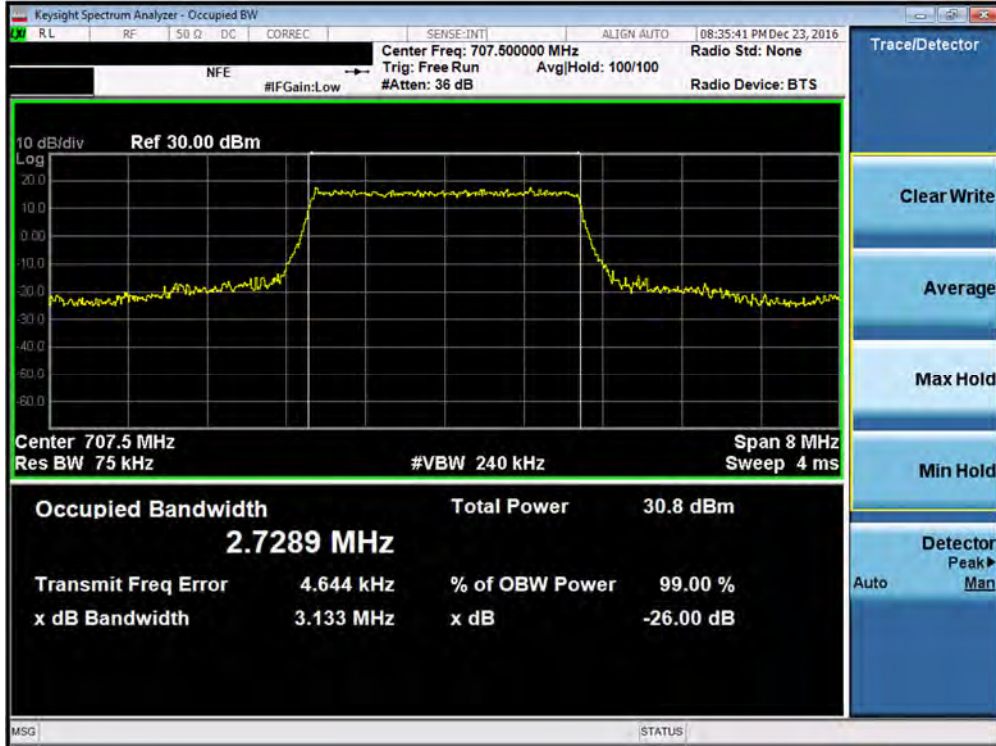 Keysight Spectrum Analyzer - Occupied BW
LXI RL RF 50 Ω DC CORREC SENSE:INT ALIGN AUTO 08:35:41 PM Dec 23, 2016
Center Freq: 707.500000 MHz Radio Std: None
NFE Trig: Free Run Avg|Hold: 100/100
#IFGain:Low #Atten: 36 dB Radio Device: BTS
10 dB/div Ref 30.00 dBm
Log
20.0
10.0
0.00
-10.0
-20.0
-30.0
-40.0
-50.0
-60.0
Center 707.5 MHz Span 8 MHz
Res BW 75 kHz #VBW 240 kHz Sweep 4 ms
Occupied Bandwidth Total Power 30.8 dBm
2.7289 MHz
Transmit Freq Error 4.644 kHz % of OBW Power 99.00 %
x dB Bandwidth 3.133 MHz x dB -26.00 dB
MSG STATUS
Trace/Detector
Clear Write
Average
Max Hold
Min Hold
Detector
Peak▶
Auto Man